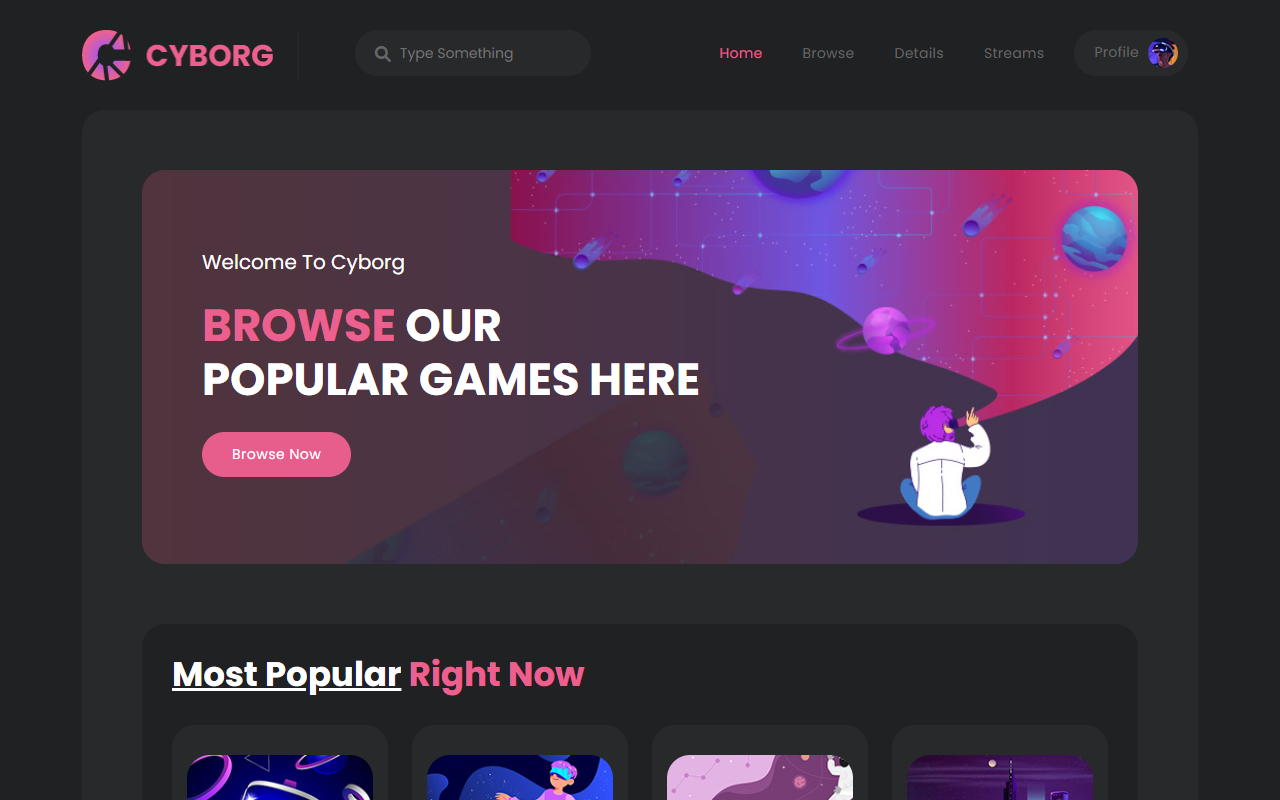 CYBORG
Type Something
Home
Browse
Details
Streams
Profile
Welcome To Cyborg
BROWSE OUR
POPULAR GAMES HERE
Browse Now
Most Popular Right Now